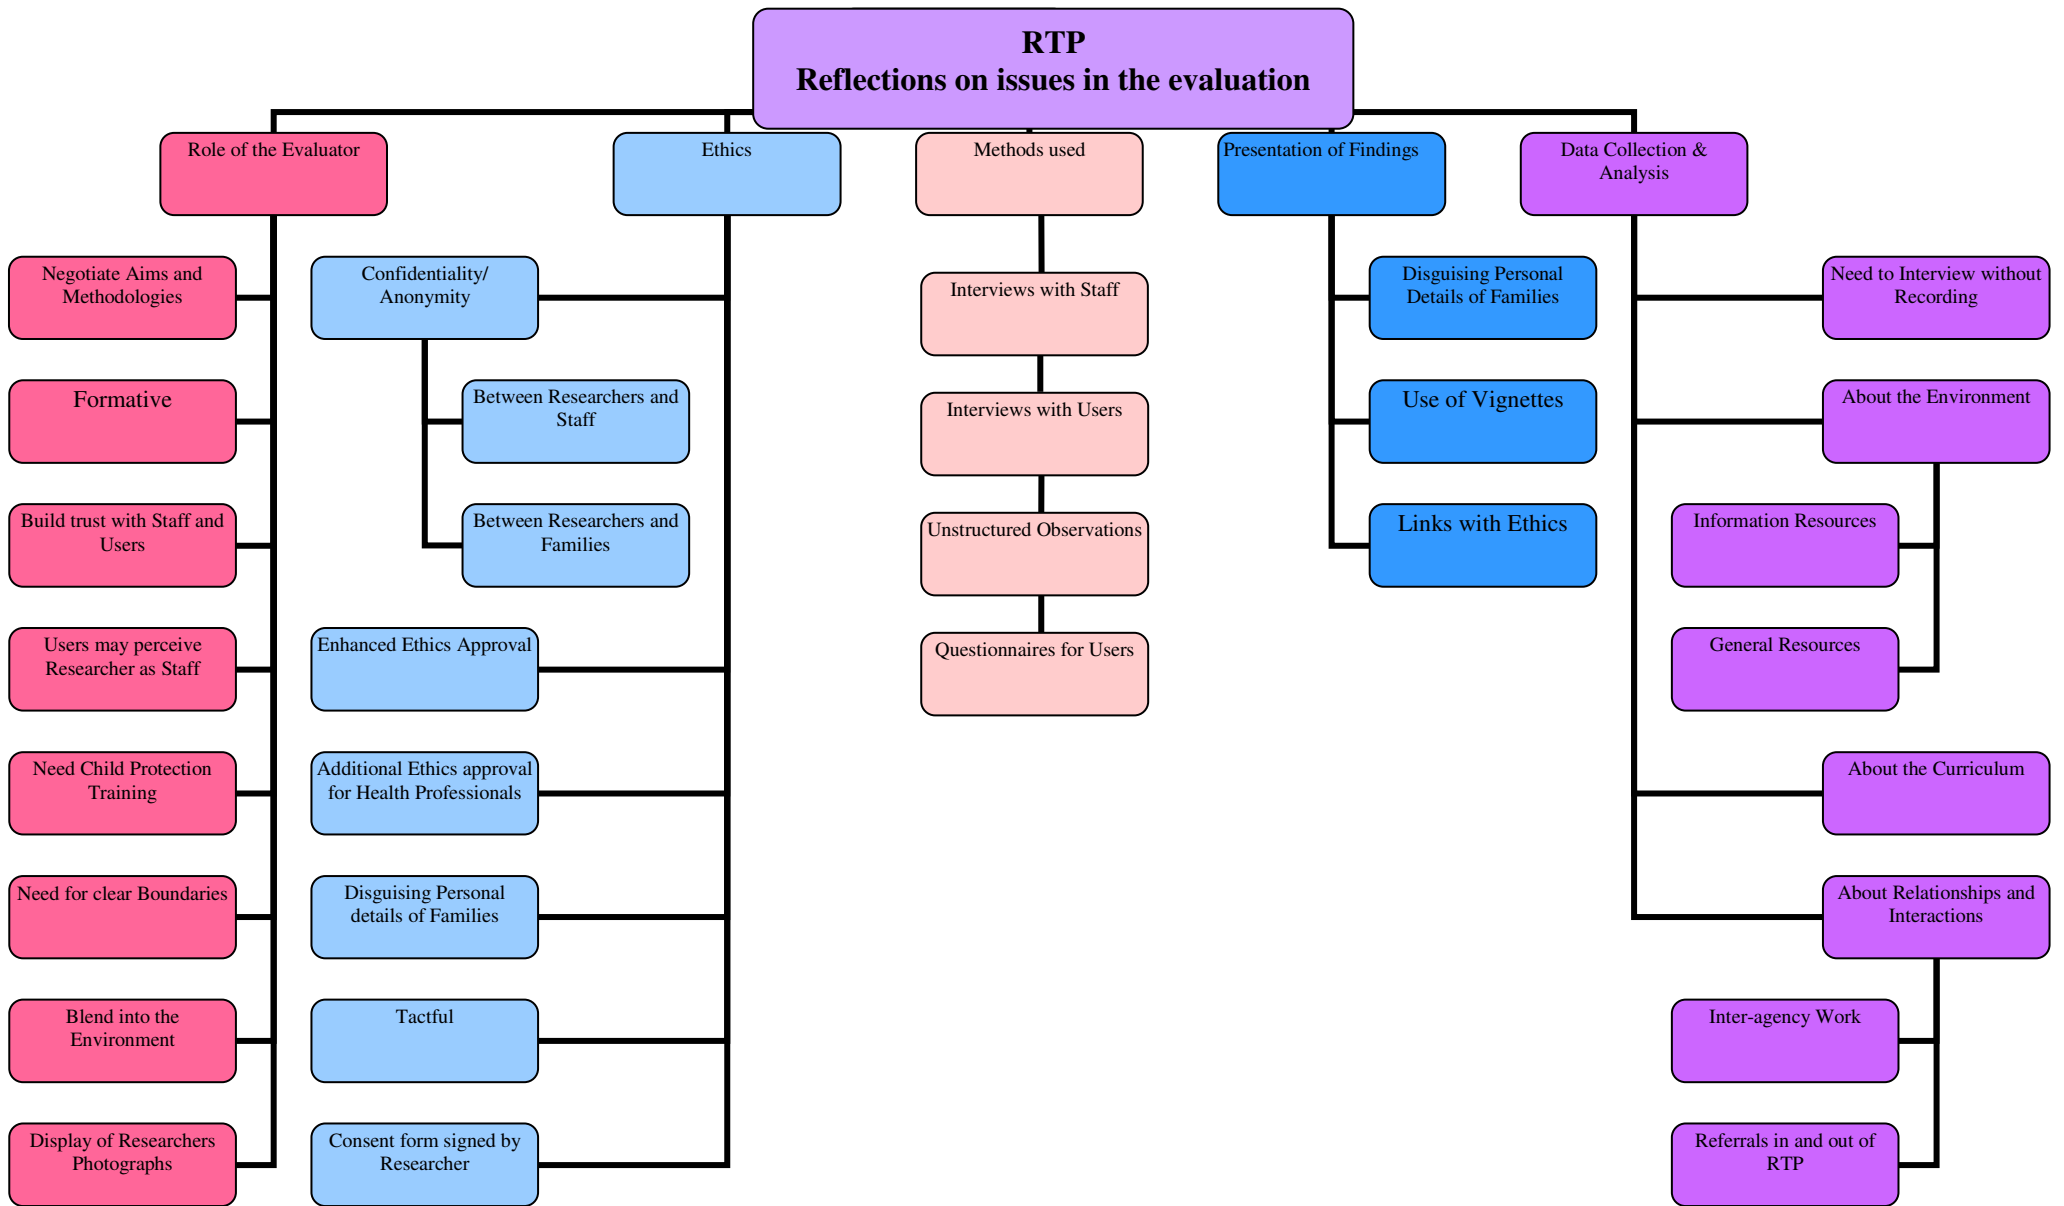 RTP
Reflections on issues in the evaluation
Role of the Evaluator
Negotiate Aims and
Methodologies
Formative
Build trust with Staff and
Users
Users may perceive
Researcher as Staff
Need Child Protection
Training
Need for clear Boundaries
Blend into the
Environment
Display of Researchers
Photographs
Ethics
Confidentiality/
Anonymity
Between Researchers and
Staff
Between Researchers and
Families
Enhanced Ethics Approval
Additional Ethics approval
for Health Professionals
Disguising Personal
details of Families
Tactful
Consent form signed by
Researcher
Methods used
Interviews with Staff
Interviews with Users
Unstructured Observations
Questionnaires for Users
Presentation of Findings
Disguising Personal
Details of Families
Use of Vignettes
Links with Ethics
Data Collection &
Analysis
Need to Interview without
Recording
About the Environment
Information Resources
General Resources
About the Curriculum
About Relationships and
Interactions
Inter-agency Work
Referrals in and out of
RTP